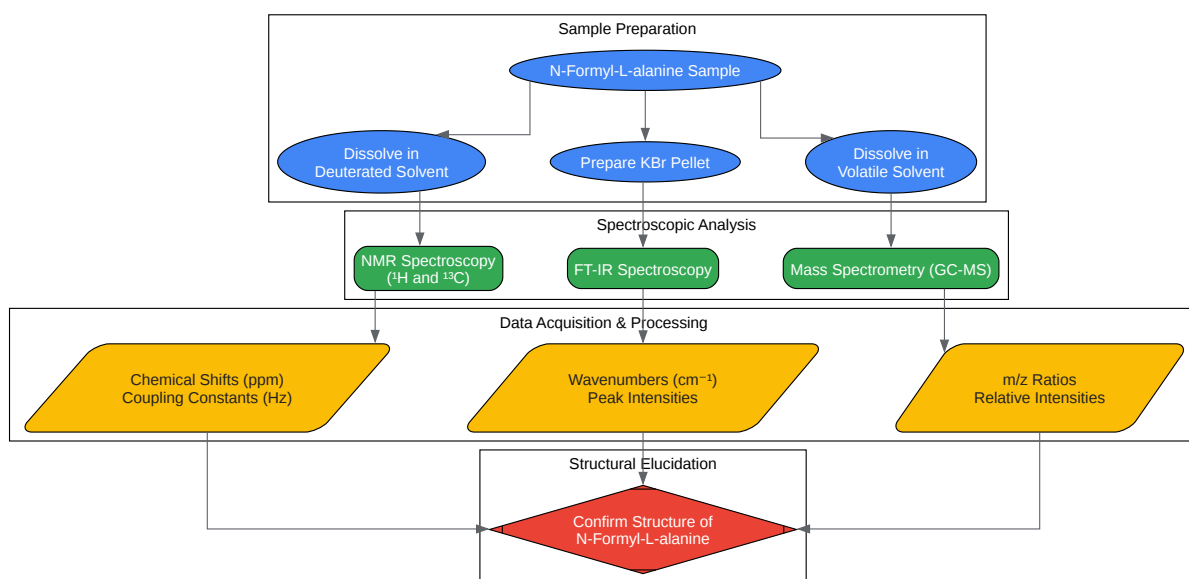 Sample Preparation
N-Formyl-L-alanine Sample
Dissolve in
Deuterated Solvent
Prepare KBr Pellet
Dissolve in
Volatile Solvent
Spectroscopic Analysis
NMR Spectroscopy
(¹H and ¹³C)
FT-IR Spectroscopy
Mass Spectrometry (GC-MS)
Data Acquisition & Processing
Chemical Shifts (ppm)
Coupling Constants (Hz)
Wavenumbers (cm⁻¹)
Peak Intensities
m/z Ratios
Relative Intensities
Structural Elucidation
Confirm Structure of
N-Formyl-L-alanine